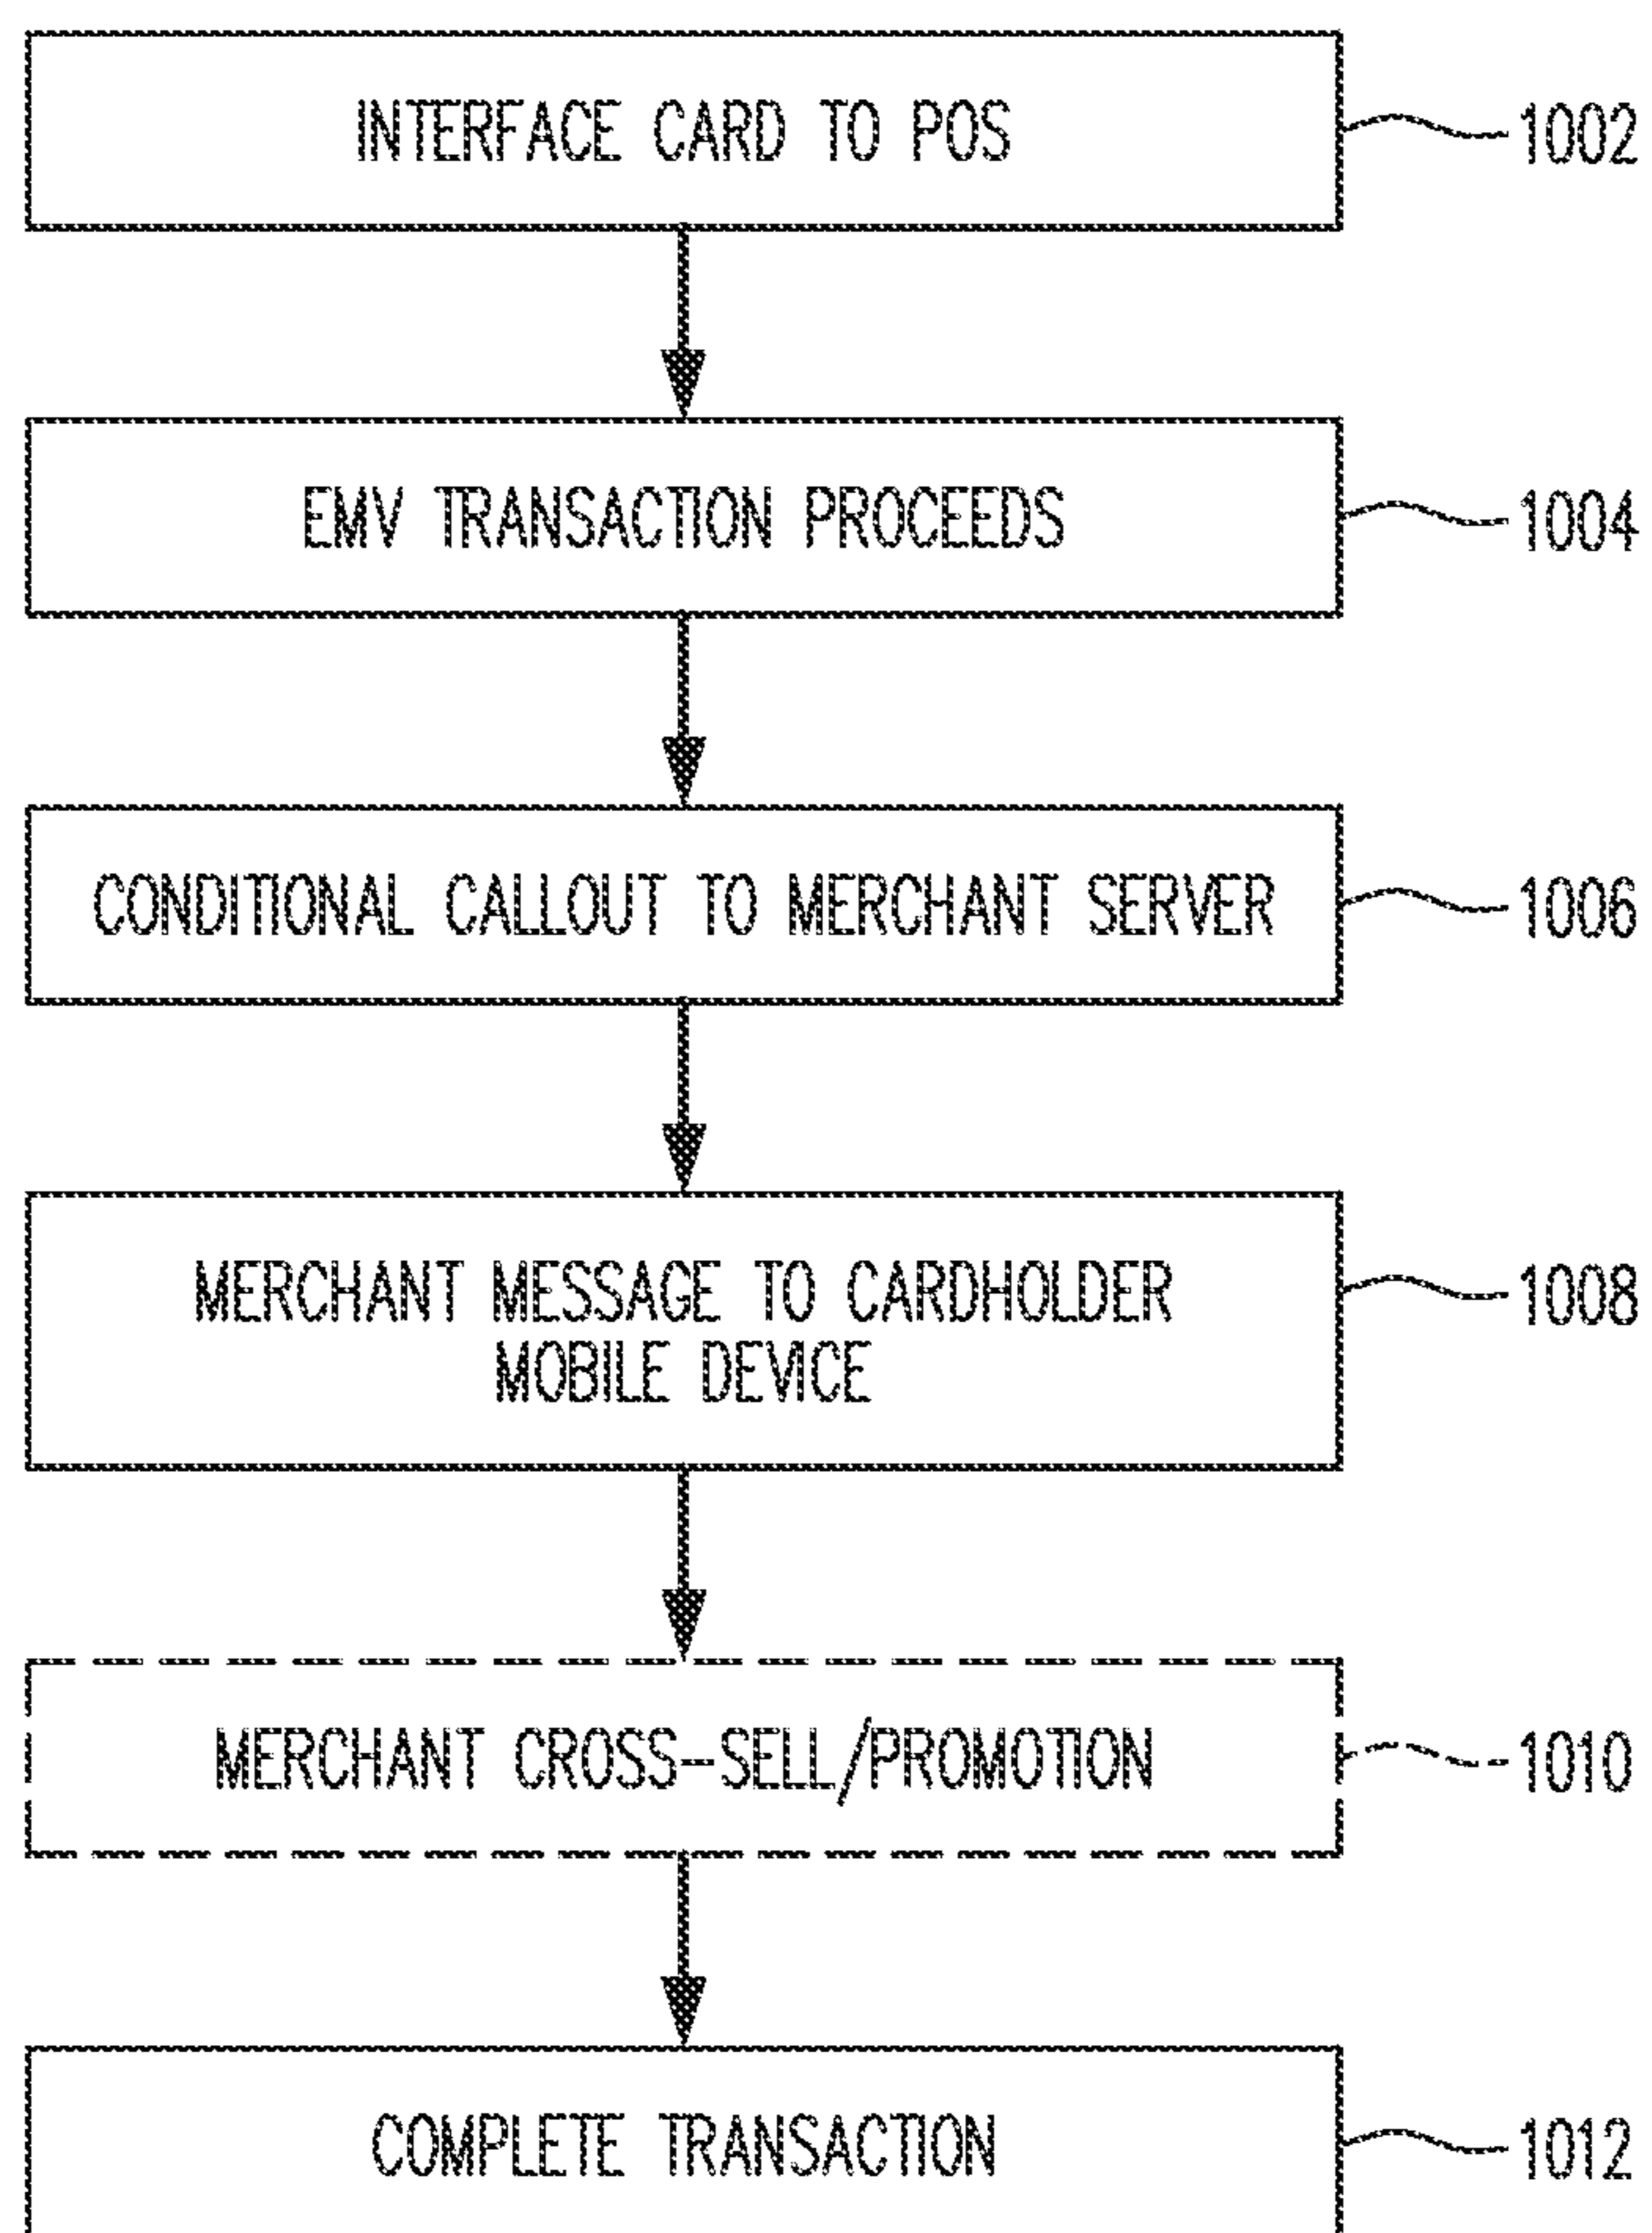 INTERFACE CARD TO POS
1002
EMV TRANSACTION PROCEEDS
1004
CONDITIONAL CALLOUT TO MERCHANT SERVER
1006
MERCHANT MESSAGE TO CARDHOLDER
MOBILE DEVICE
1008
MERCHANT CROSS-SELL/PROMOTION
1010
COMPLETE TRANSACTION
1012